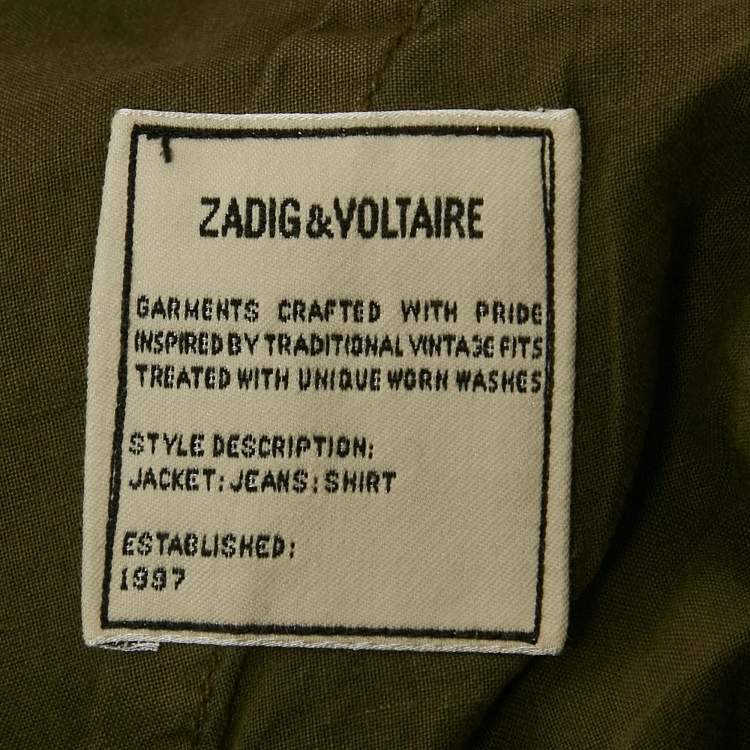 ZADIG&VOLTAIRE
GARMENTS CRAFTED WITH PRIDE
INSPIRED BY TRADITIONAL VINTAGE FITS
TREATED WITH UNIQUE WORN WASHES
STYLE DESCRIPTION:
JACKET:JEANS:SHIRT
ESTABLISHED:
1997